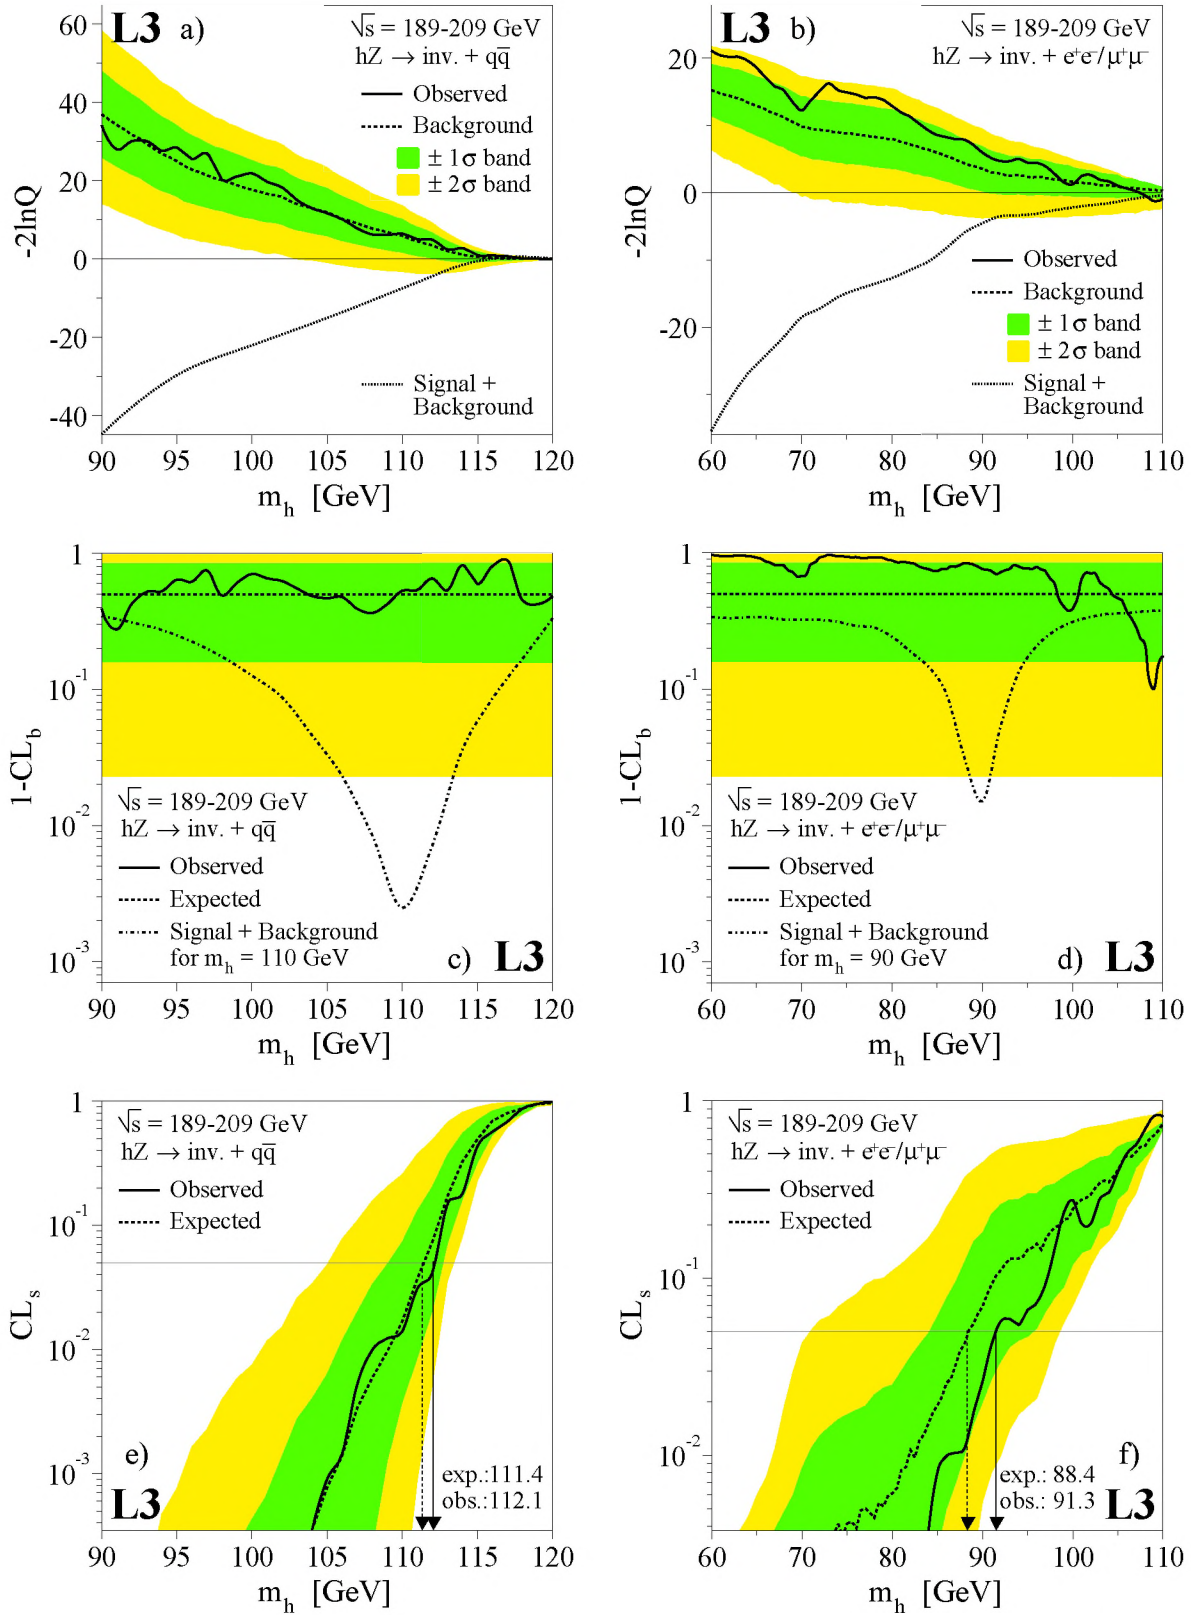 L3 a)
√s = 189-209 GeV
hZ → inv. + qq̅
Observed
Background
± 1σ band
± 2σ band
Signal +
Background
60
40
20
0
-20
-40
-2lnQ
90 95 100 105 110 115 120
m_h [GeV]
L3 b)
√s = 189-209 GeV
hZ → inv. + e⁺e⁻/μ⁺μ⁻
Observed
Background
± 1σ band
± 2σ band
Signal +
Background
20
0
-20
-2lnQ
60 70 80 90 100 110
m_h [GeV]
1
10⁻¹
10⁻²
10⁻³
1-CL_b
√s = 189-209 GeV
hZ → inv. + qq̅
Observed
Expected
Signal + Background
for m_h = 110 GeV
c) L3
90 95 100 105 110 115 120
m_h [GeV]
1
10⁻¹
10⁻²
10⁻³
1-CL_b
√s = 189-209 GeV
hZ → inv. + e⁺e⁻/μ⁺μ⁻
Observed
Expected
Signal + Background
for m_h = 90 GeV
d) L3
60 70 80 90 100 110
m_h [GeV]
1
10⁻¹
10⁻²
10⁻³
CL_s
√s = 189-209 GeV
hZ → inv. + qq̅
Observed
Expected
e)
L3
exp.:111.4
obs.:112.1
90 95 100 105 110 115 120
m_h [GeV]
1
10⁻¹
10⁻²
CL_s
√s = 189-209 GeV
hZ → inv. + e⁺e⁻/μ⁺μ⁻
Observed
Expected
f)
exp.: 88.4
obs.: 91.3
L3
60 70 80 90 100 110
m_h [GeV]